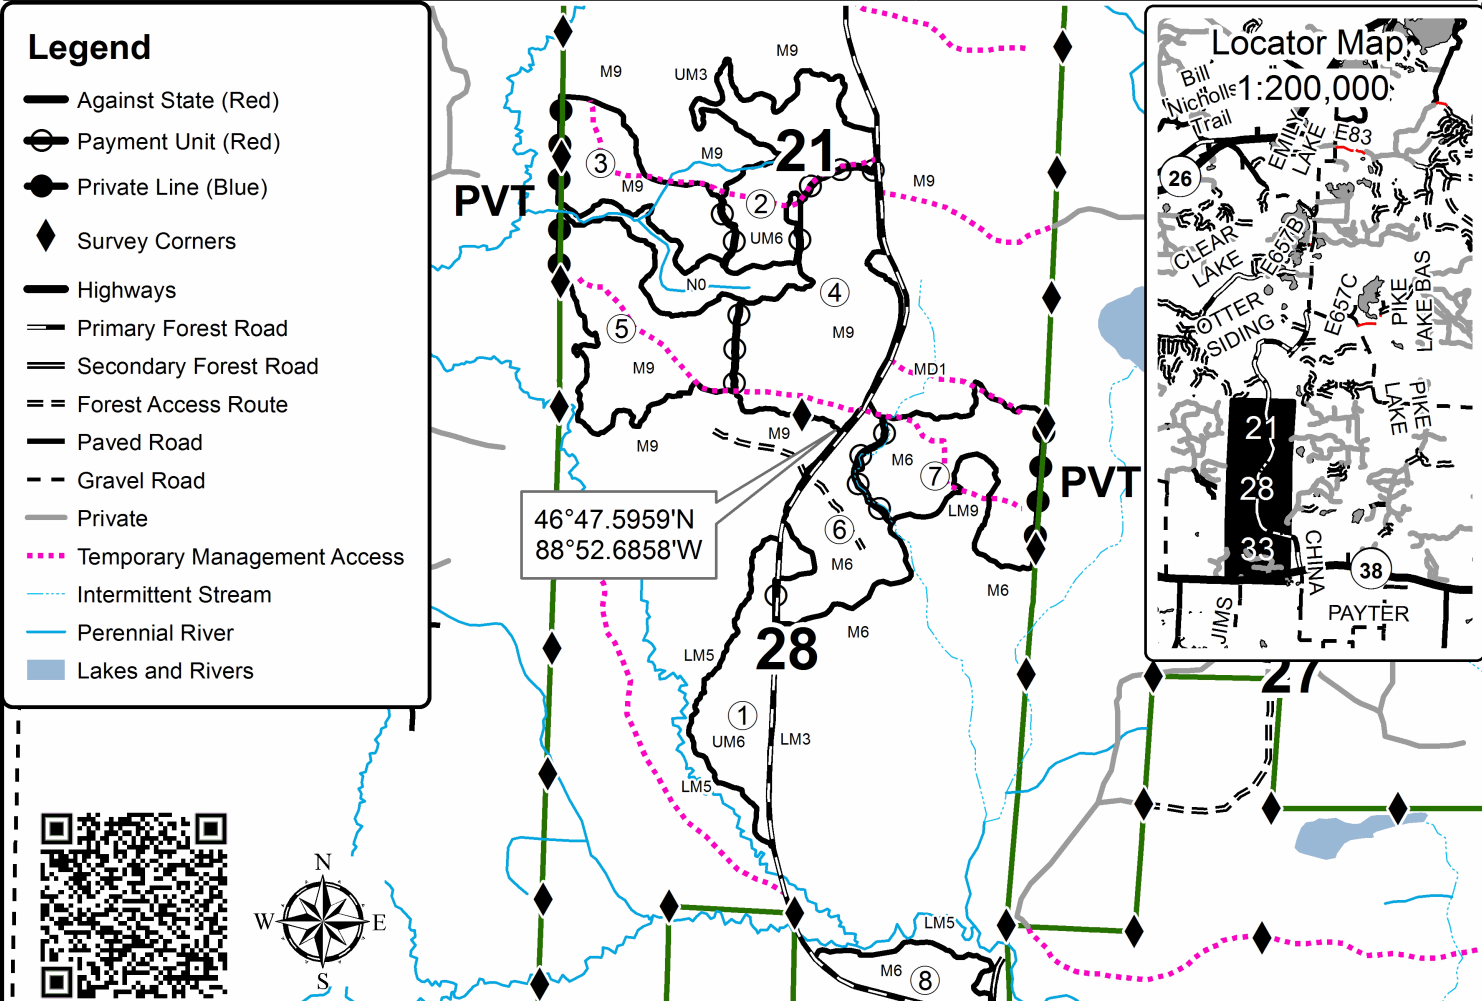 Legend
Against State (Red)
Payment Unit (Red)
Private Line (Blue)
Survey Corners
Highways
Primary Forest Road
Secondary Forest Road
Forest Access Route
Paved Road
Gravel Road
Private
Temporary Management Access
Intermittent Stream
Perennial River
Lakes and Rivers
N
W
E
S
M9
M9
UM3
21
M9
3
M9
M9
PVT
2
UM6
N0
4
M9
5
M9
MD1
M9
M9
M6
7
PVT
LM9
46°47.5959'N
88°52.6858'W
6
M6
M6
M6
28
LM5
1
UM6
LM3
LM5
LM5
M6
8
27
Locator Map
1:200,000
Bill
Nicholls
Trail
EMILY
LAKE
E83
26
CLEAR
LAKE
E657B
E657C
PIKE
LAKE BAS
OTTER
SIDING
PIKE
LAKE
21
28
33
CHINA
38
JIMS
PAYTER